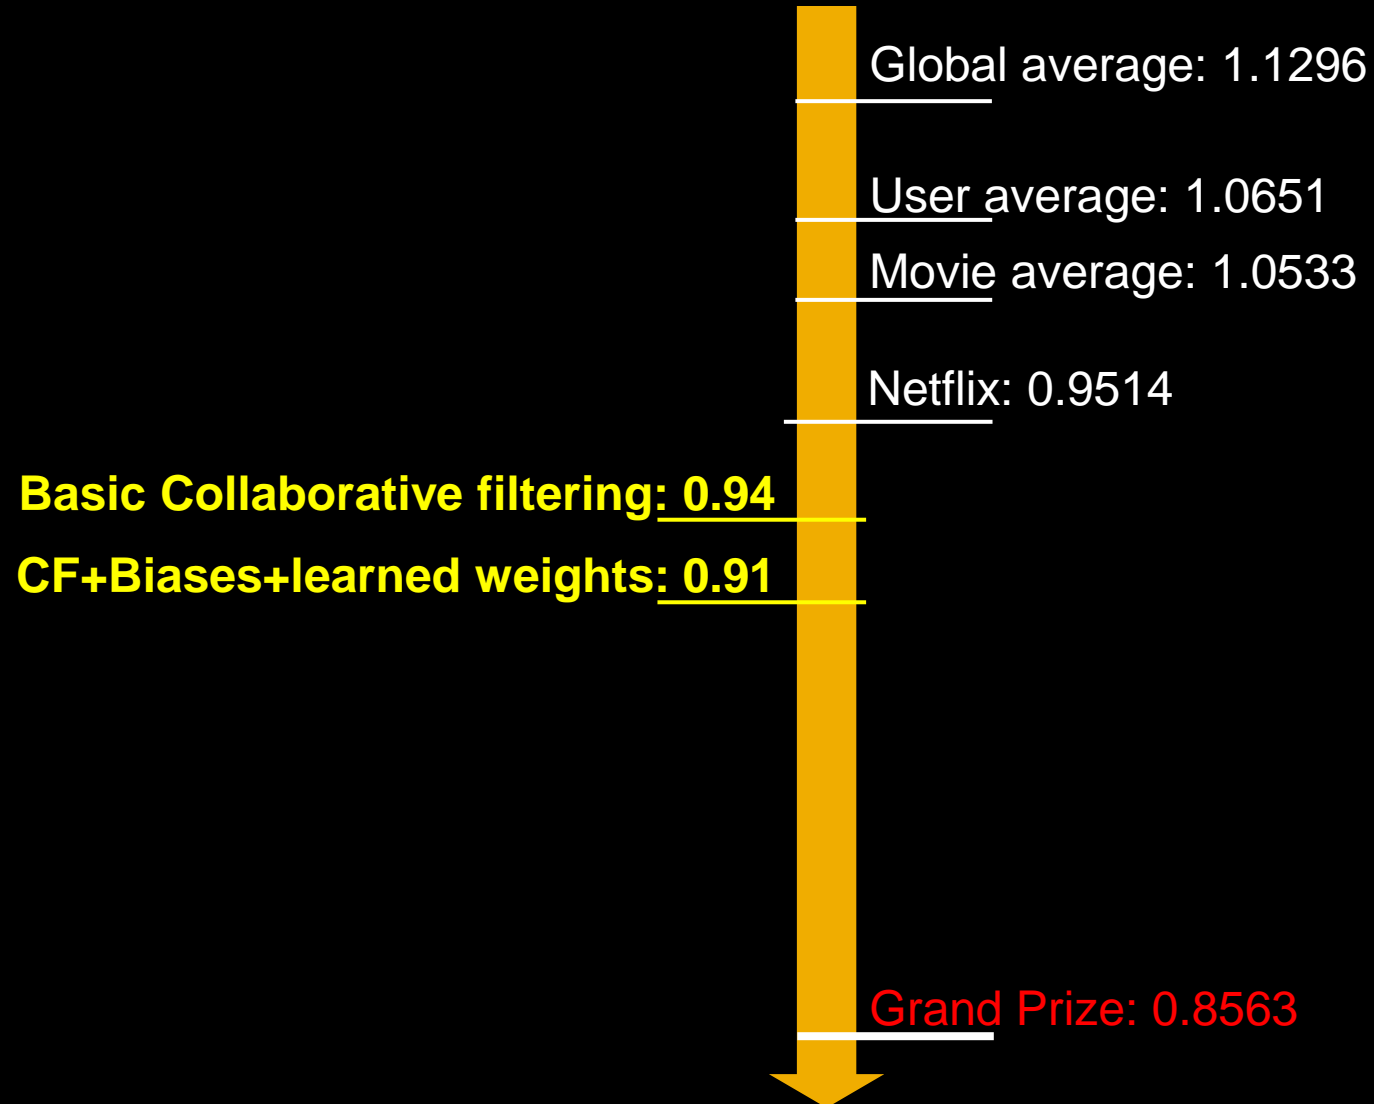 Global average: 1.1296
User average: 1.0651
Movie average: 1.0533
Netflix: 0.9514
Basic Collaborative filtering: 0.94
CF+Biases+learned weights: 0.91
Grand Prize: 0.8563